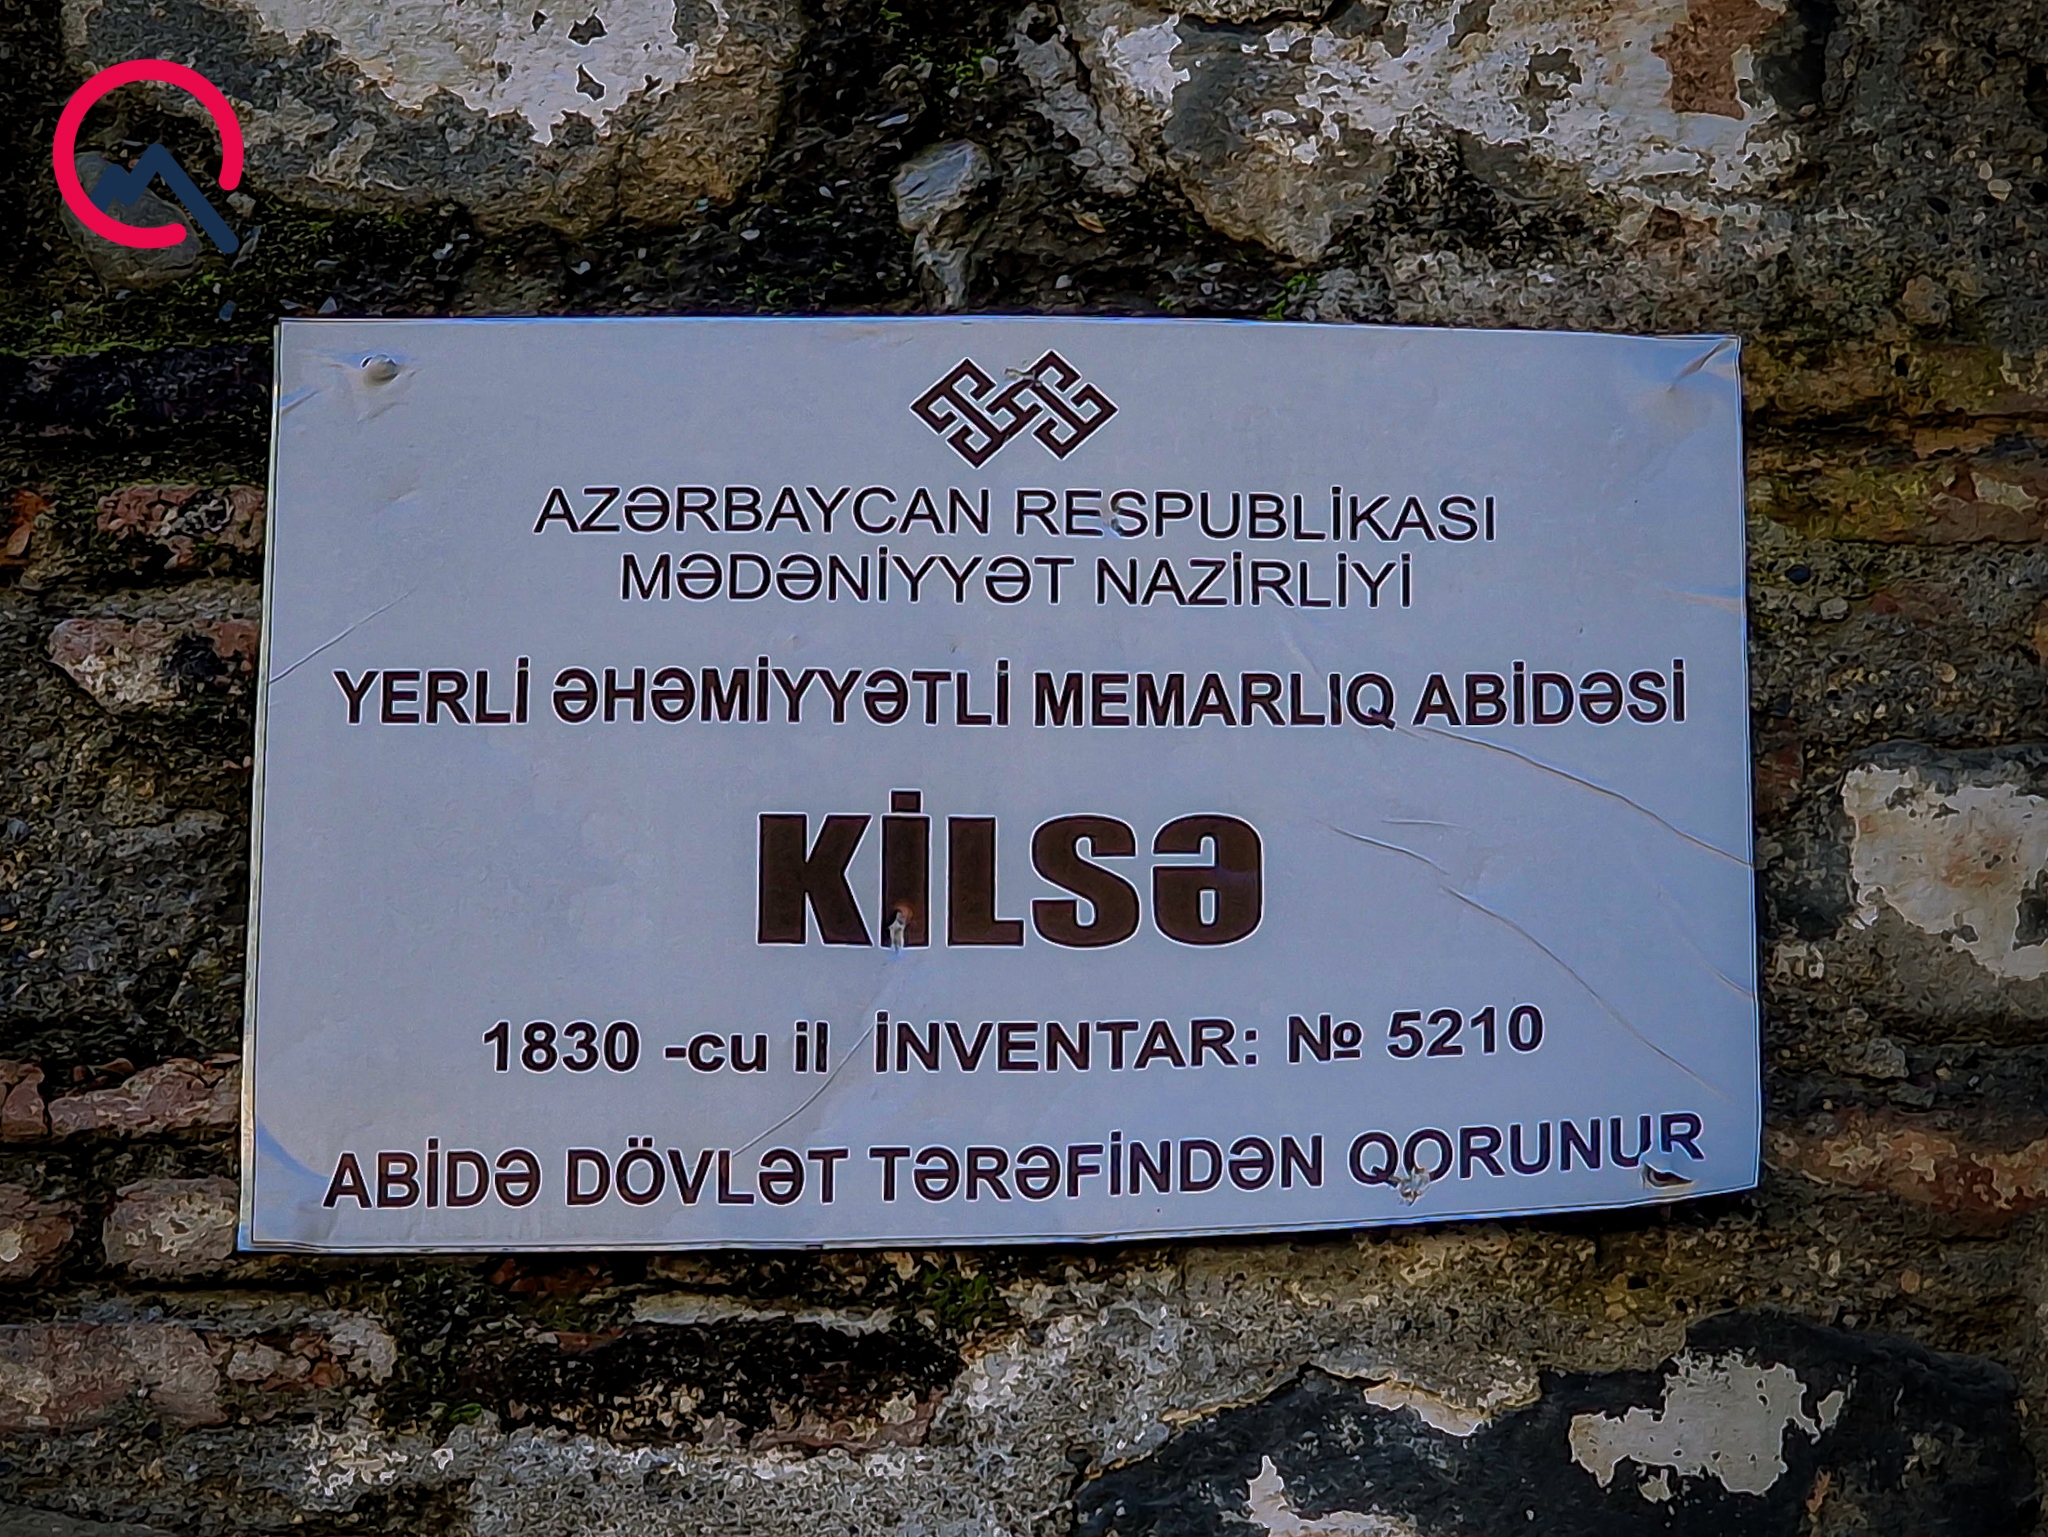 AZƏRBAYCAN RESPUBLİKASI
MƏDƏNİYYƏT NAZİRLİYİ
YERLİ ƏHƏMİYYƏTLİ MEMARLIQ ABİDƏSİ
KİLSƏ
1830 -cu il İNVENTAR: № 5210
ABİDƏ DÖVLƏT TƏRƏFİNDƏN QORUNUR